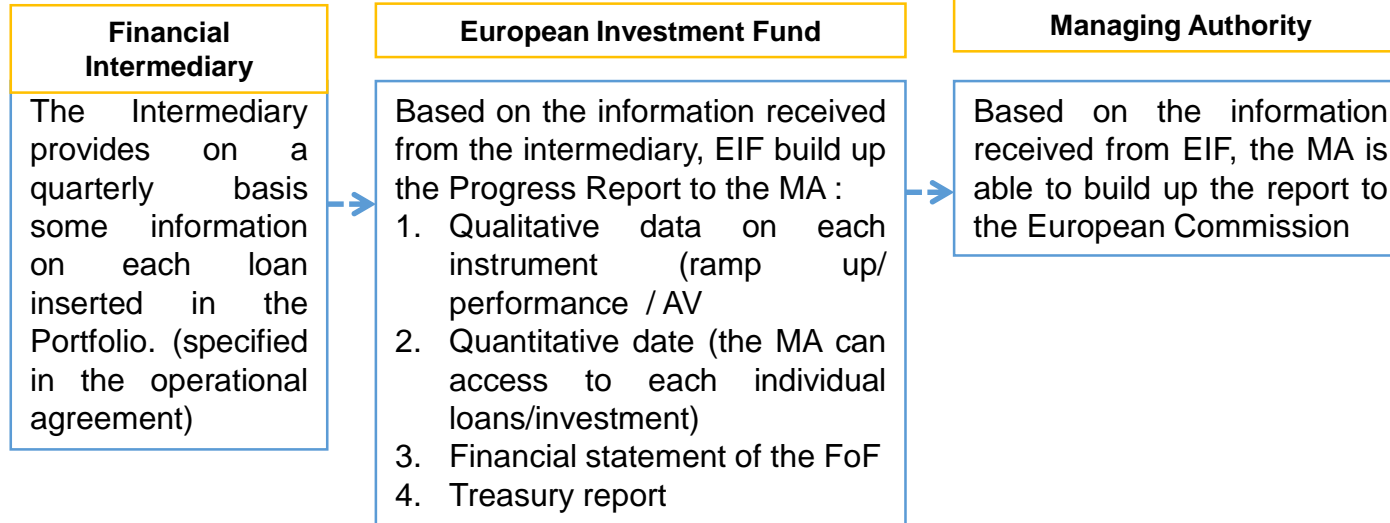 Financial
Intermediary
The Intermediary
provides on a
quarterly basis
some information
on each loan
inserted in the
Portfolio. (specified
in the operational
agreement)
European Investment Fund
Based on the information received
from the intermediary, EIF build up
the Progress Report to the MA :
1. Qualitative data on each
instrument (ramp up/
performance / AV
2. Quantitative date (the MA can
access to each individual
loans/investment)
3. Financial statement of the FoF
4. Treasury report
Managing Authority
Based on the information
received from EIF, the MA is
able to build up the report to
the European Commission